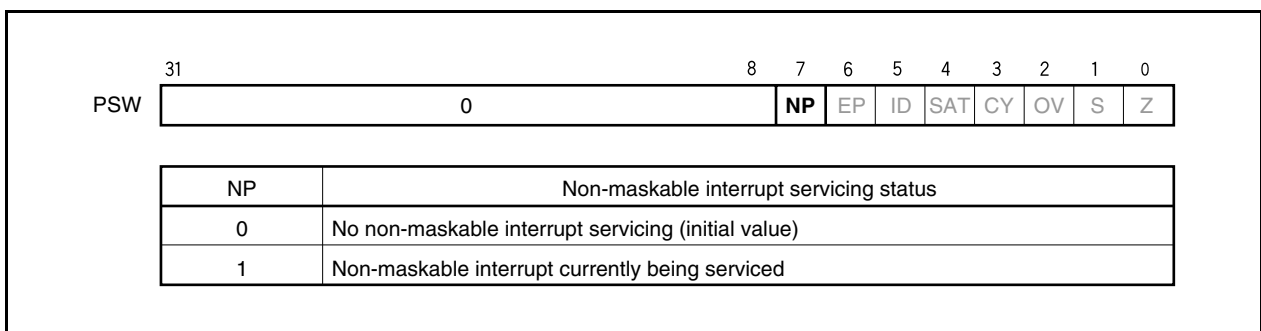 31 8 7 6 5 4 3 2 1 0
PSW 0 NP EP ID SAT CY OV S Z
NP Non-maskable interrupt servicing status
0 No non-maskable interrupt servicing (initial value)
1 Non-maskable interrupt currently being serviced